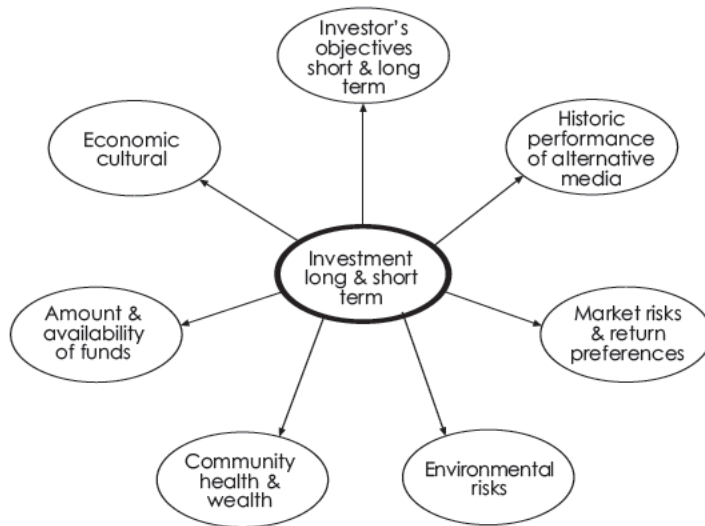 Investor's
objectives
short & long
term
Economic
cultural
Historic
performance
of alternative
media
Investment
long & short
term
Amount &
availability
of funds
Market risks
& return
preferences
Community
health &
wealth
Environmental
risks